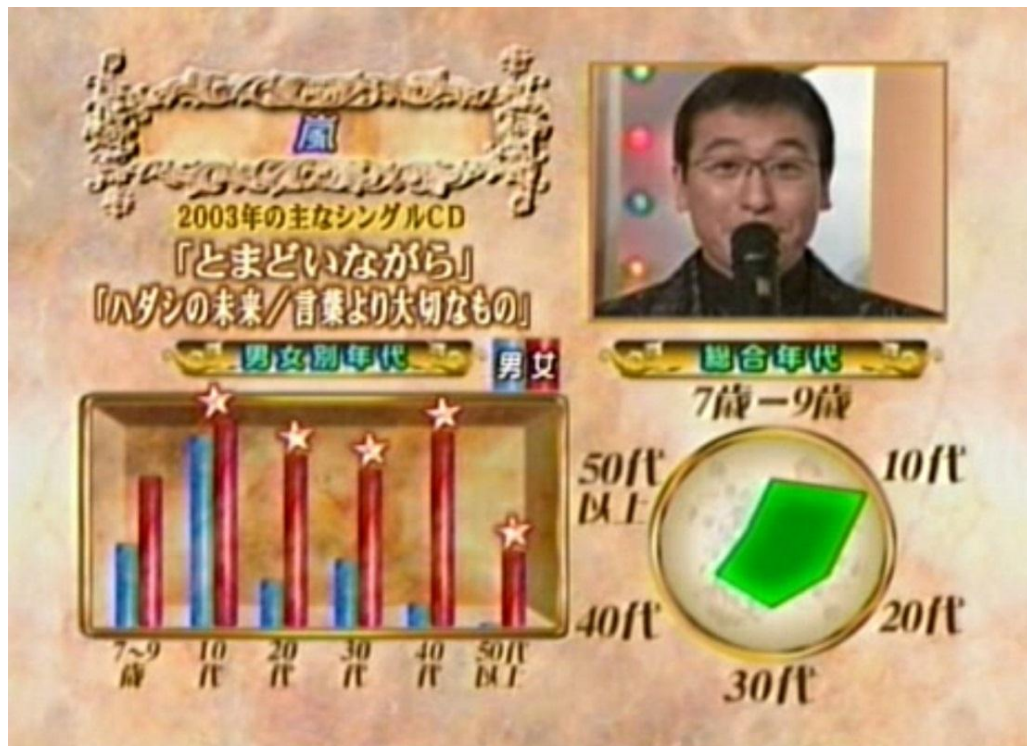 嵐
2003年の主なシングルCD
「とまどいながら」
「ハダシの未来／言葉より大切なもの」
男女別年代
男 女
総合年代
7歳－9歳
10代
20代
30代
40代
50代
以上
7～9
歳
10
代
20
代
30
代
40
代
50代
以上